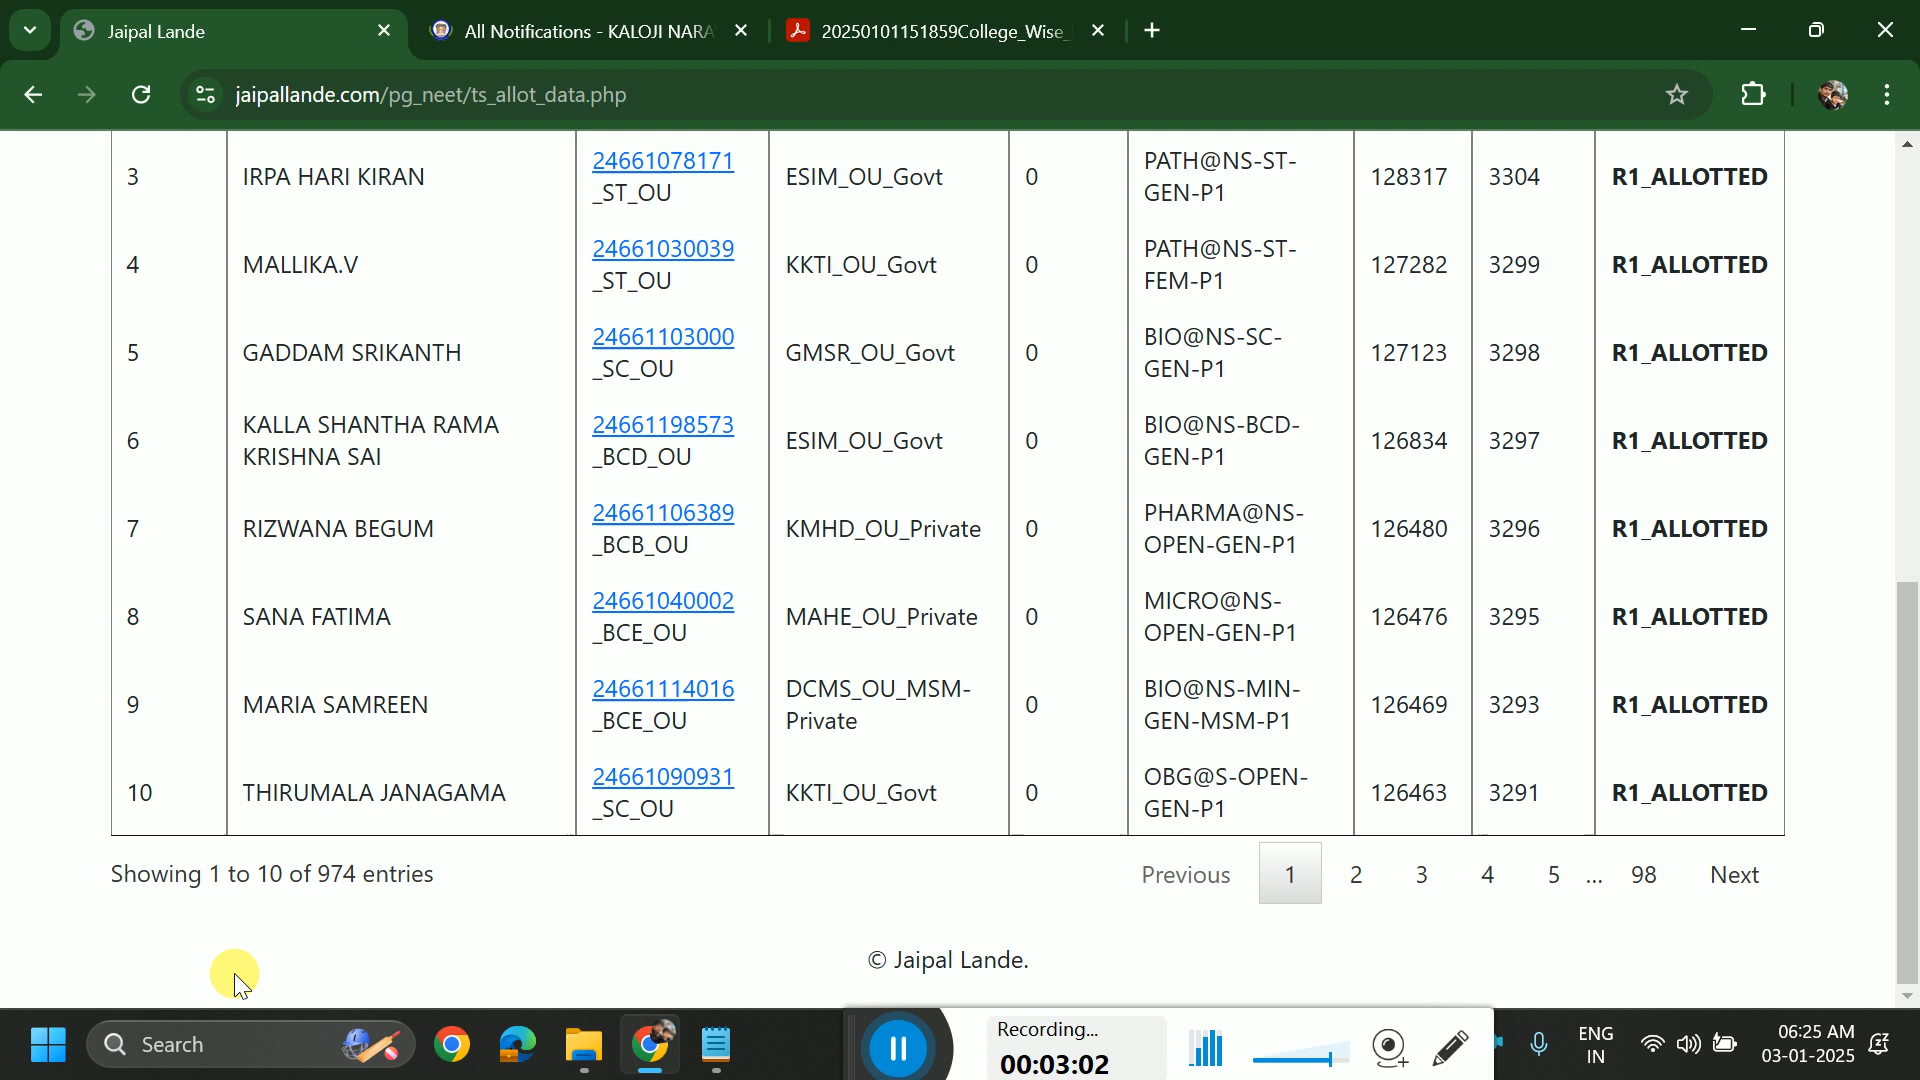 Jaipal Lande
All Notifications - KALOJI NARA
20250101151859College_Wise_
jaipallande.com/pg_neet/ts_allot_data.php
3 IRPA HARI KIRAN 24661078171 _ST_OU ESIM_OU_Govt 0 PATH@NS-ST- GEN-P1 128317 3304 R1_ALLOTTED
4 MALLIKA.V 24661030039 _ST_OU KKTI_OU_Govt 0 PATH@NS-ST- FEM-P1 127282 3299 R1_ALLOTTED
5 GADDAM SRIKANTH 24661103000 _SC_OU GMSR_OU_Govt 0 BIO@NS-SC- GEN-P1 127123 3298 R1_ALLOTTED
6 KALLA SHANTHA RAMA KRISHNA SAI 24661198573 _BCD_OU ESIM_OU_Govt 0 BIO@NS-BCD- GEN-P1 126834 3297 R1_ALLOTTED
7 RIZWANA BEGUM 24661106389 _BCB_OU KMHD_OU_Private 0 PHARMA@NS- OPEN-GEN-P1 126480 3296 R1_ALLOTTED
8 SANA FATIMA 24661040002 _BCE_OU MAHE_OU_Private 0 MICRO@NS- OPEN-GEN-P1 126476 3295 R1_ALLOTTED
9 MARIA SAMREEN 24661114016 _BCE_OU DCMS_OU_MSM- Private 0 BIO@NS-MIN- GEN-MSM-P1 126469 3293 R1_ALLOTTED
10 THIRUMALA JANAGAMA 24661090931 _SC_OU KKTI_OU_Govt 0 OBG@S-OPEN- GEN-P1 126463 3291 R1_ALLOTTED
Showing 1 to 10 of 974 entries
Previous 1 2 3 4 5 ... 98 Next
© Jaipal Lande.
Search
Recording...
00:03:02
ENG
IN
06:25 AM
03-01-2025